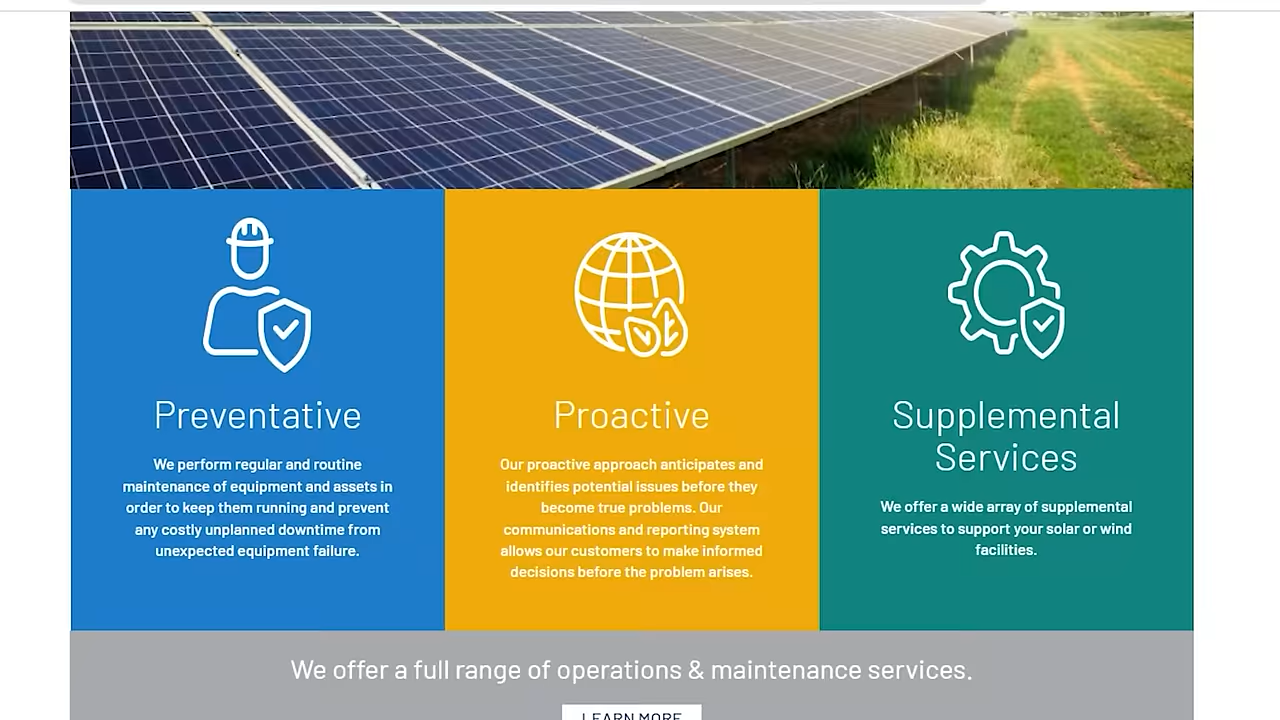 Preventative
We perform regular and routine
maintenance of equipment and assets in
order to keep them running and prevent
any costly unplanned downtime from
unexpected equipment failure.
Proactive
Our proactive approach anticipates and
identifies potential issues before they
become true problems. Our
communications and reporting system
allows our customers to make informed
decisions before the problem arises.
Supplemental
Services
We offer a wide array of supplemental
services to support your solar or wind
facilities.
We offer a full range of operations & maintenance services.
LEARN MORE